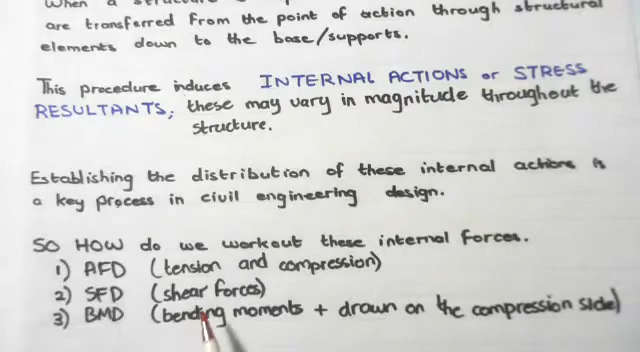 When a
are transferred from the point of action through structural
elements down to the base/supports.
This procedure induces INTERNAL ACTIONS or STRESS
RESULTANTS; these may vary in magnitude throughout the
structure.
Establishing the distribution of these internal actions is
a key process in civil engineering design.
SO HOW do we workout these internal forces.
1) AFD (tension and compression)
2) SFD (shear forces)
3) BMD (bending moments + drawn on the compression side)